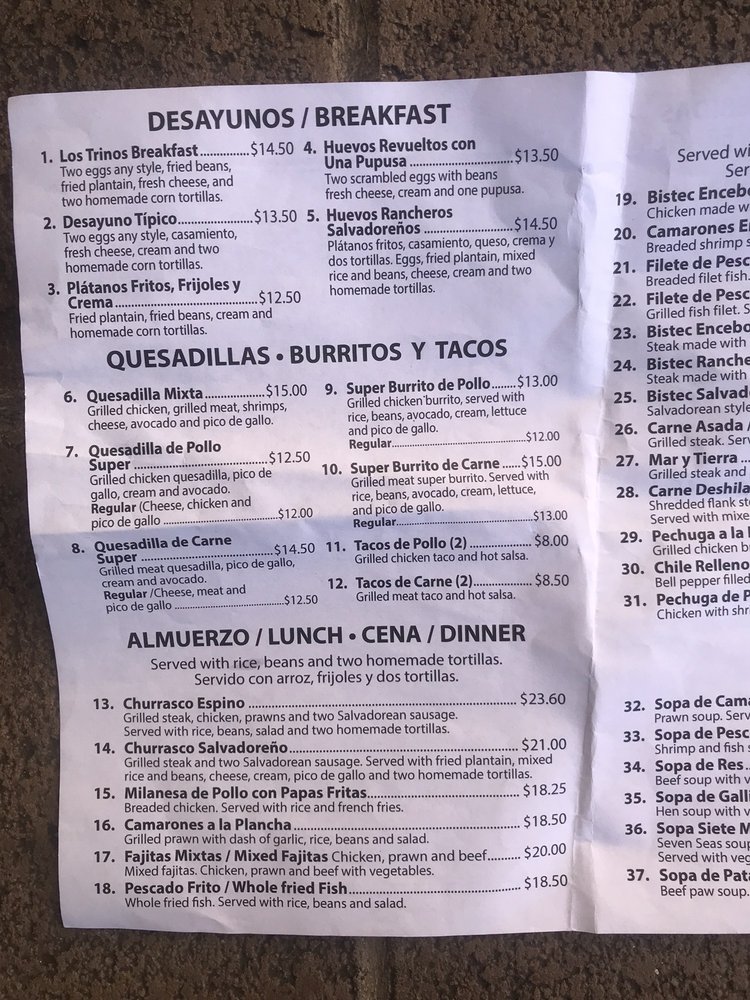 DESAYUNOS / BREAKFAST
1. Los Trinos Breakfast..............$14.50
Two eggs any style, fried beans,
fried plantain, fresh cheese, and
two homemade corn tortillas.
2. Desayuno Típico......................$13.50
Two eggs any style, casamiento,
fresh cheese, cream and two
homemade corn tortillas.
3. Plátanos Fritos, Frijoles y
Crema..........................................$12.50
Fried plantain, fried beans, cream and
homemade corn tortillas.
4. Huevos Revueltos con
Una Pupusa ..............................$13.50
Two scrambled eggs with beans
fresh cheese, cream and one pupusa.
5. Huevos Rancheros
Salvadoreños ..........................$14.50
Plátanos fritos, casamiento, queso, crema y
dos tortillas. Eggs, fried plantain, mixed
rice and beans, cheese, cream and two
homemade tortillas.
QUESADILLAS • BURRITOS Y TACOS
6. Quesadilla Mixta..................$15.00
Grilled chicken, grilled meat, shrimps,
cheese, avocado and pico de gallo.
7. Quesadilla de Pollo
Super .......................................$12.50
Grilled chicken quesadilla, pico de
gallo, cream and avocado.
Regular (Cheese, chicken and
pico de gallo ..........................................$12.00
8. Quesadilla de Carne
Super .......................................$14.50
Grilled meat quesadilla, pico de gallo,
cream and avocado.
Regular /Cheese, meat and
pico de gallo ..........................................$12.50
9. Super Burrito de Pollo.......$13.00
Grilled chicken burrito, served with
rice, beans, avocado, cream, lettuce
and pico de gallo.
Regular..................................................$12.00
10. Super Burrito de Carne .....$15.00
Grilled meat super burrito. Served with
rice, beans, avocado, cream, lettuce,
and pico de gallo.
Regular..................................................$13.00
11. Tacos de Pollo (2)...................$8.00
Grilled chicken taco and hot salsa.
12. Tacos de Carne (2)..................$8.50
Grilled meat taco and hot salsa.
ALMUERZO / LUNCH • CENA / DINNER
Served with rice, beans and two homemade tortillas.
Servido con arroz, frijoles y dos tortillas.
13. Churrasco Espino ........................................................ $23.60
Grilled steak, chicken, prawns and two Salvadorean sausage.
Served with rice, beans, salad and two homemade tortillas.
14. Churrasco Salvadoreño............................................... $21.00
Grilled steak and two Salvadorean sausage. Served with fried plantain, mixed
rice and beans, cheese, cream, pico de gallo and two homemade tortillas.
15. Milanesa de Pollo con Papas Fritas............................... $18.25
Breaded chicken. Served with rice and french fries.
16. Camarones a la Plancha............................................... $18.50
Grilled prawn with dash of garlic, rice, beans and salad.
17. Fajitas Mixtas / Mixed Fajitas Chicken, prawn and beef......... $20.00
Mixed fajitas. Chicken, prawn and beef with vegetables.
18. Pescado Frito / Whole fried Fish................................... $18.50
Whole fried fish. Served with rice, beans and salad.
Served
19. Bistec
Chicken made
20. Camarones
Breaded shrimp
21. Filete de
Breaded filet fish.
22. Filete de
Grilled fish filet.
23. Bistec
Steak made with
24. Bistec
Steak made with
25. Bistec
Salvadorean style
26. Carne Asada /
Grilled steak.
27. Mar y Tierra ..
Grilled steak and
28. Carne
Shredded flank
Served with
29. Pechuga a la
Grilled chicken
30. Chile Relleno
Bell pepper filled
31. Pechuga de
Chicken with
32. Sopa de
Prawn soup.
33. Sopa de
Shrimp and fish
34. Sopa de Res..
Beef soup with
35. Sopa de
Hen soup with
36. Sopa Siete
Seven Seas soup
Served with
37. Sopa de
Beef paw soup.